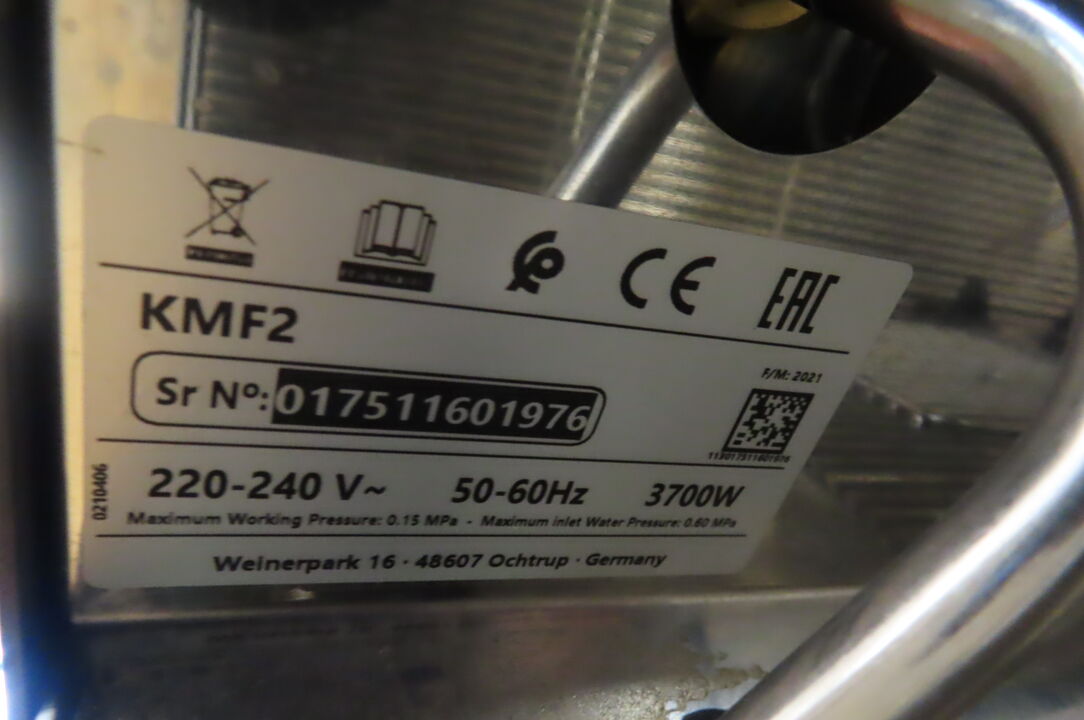 CE EAC
KMF2
F/M: 2021
Sr Nº: 017511601976
0210406
220-240 V~ 50-60Hz 3700W
Maximum Working Pressure: 0.15 MPa - Maximum inlet Water Pressure: 0.60 MPa
Weinerpark 16 · 48607 Ochtrup · Germany